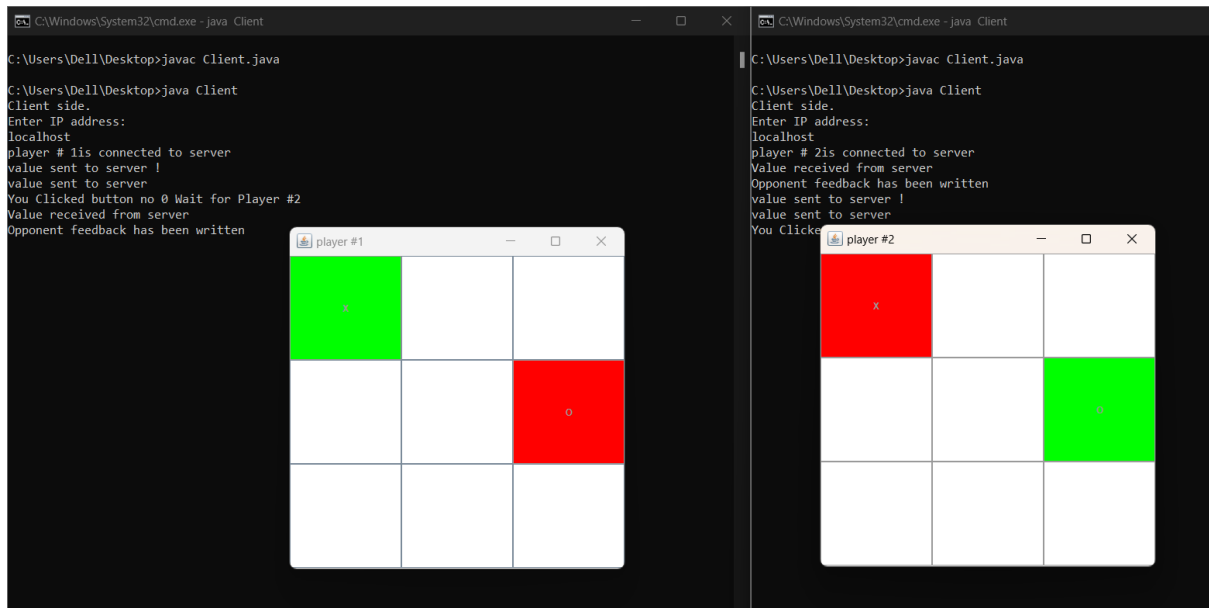 C:\Windows\System32\cmd.exe - java Client
C:\Users\Dell\Desktop>javac Client.java
C:\Users\Dell\Desktop>java Client
Client side.
Enter IP address:
localhost
player # 1is connected to server
value sent to server !
value sent to server
You Clicked button no 0 Wait for Player #2
Value received from server
Opponent feedback has been written
player #1
X
O
C:\Windows\System32\cmd.exe - java Client
C:\Users\Dell\Desktop>javac Client.java
C:\Users\Dell\Desktop>java Client
Client side.
Enter IP address:
localhost
player # 2is connected to server
Value received from server
Opponent feedback has been written
value sent to server !
value sent to server
You Clicke
player #2
X
O